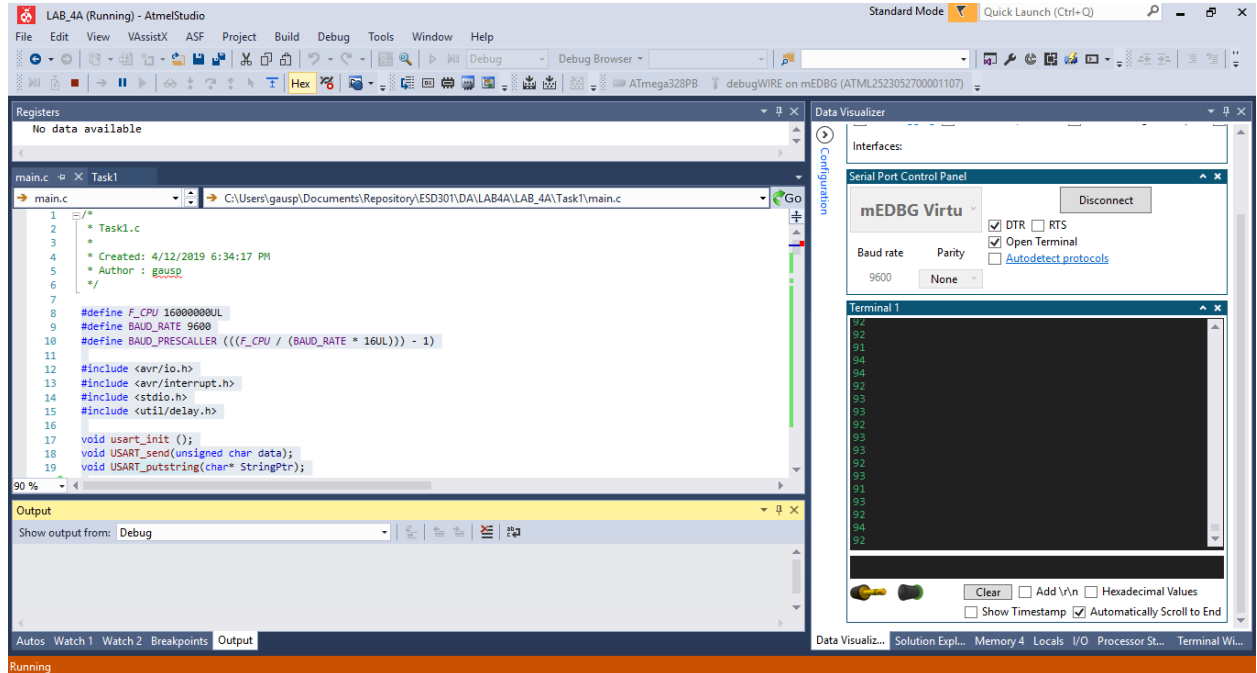 LAB_4A (Running) - AtmelStudio
Standard Mode
Quick Launch (Ctrl+Q)
File Edit View VAssistX ASF Project Build Debug Tools Window Help
Debug
Debug Browser
Hex
ATmega328PB
debugWIRE on mEDBG (ATML2523052700001107)
Registers
No data available
main.c
Task1
main.c
C:\Users\gausp\Documents\Repository\ESD301\DA\LAB4A\LAB_4A\Task1\main.c
Go
1 /*
2 * Task1.c
3 *
4 * Created: 4/12/2019 6:34:17 PM
5 * Author : gausp
6 */
7
8 #define F_CPU 16000000UL
9 #define BAUD_RATE 9600
10 #define BAUD_PRESCALLER (((F_CPU / (BAUD_RATE * 16UL))) - 1)
11
12 #include <avr/io.h>
13 #include <avr/interrupt.h>
14 #include <stdio.h>
15 #include <util/delay.h>
16
17 void usart_init ();
18 void USART_send(unsigned char data);
19 void USART_putstring(char* StringPtr);
90 %
Output
Show output from: Debug
Autos Watch 1 Watch 2 Breakpoints Output
Running
Data Visualizer
Configuration
Interfaces:
Serial Port Control Panel
mEDBG Virtu
Disconnect
DTR RTS
Open Terminal
Autodetect protocols
Baud rate Parity
9600 None
Terminal 1
92
92
91
94
94
92
93
93
92
93
93
92
93
91
93
92
94
92
Clear Add \r\n Hexadecimal Values
Show Timestamp Automatically Scroll to End
Data Visualiz... Solution Expl... Memory 4 Locals I/O Processor St... Terminal Wi...